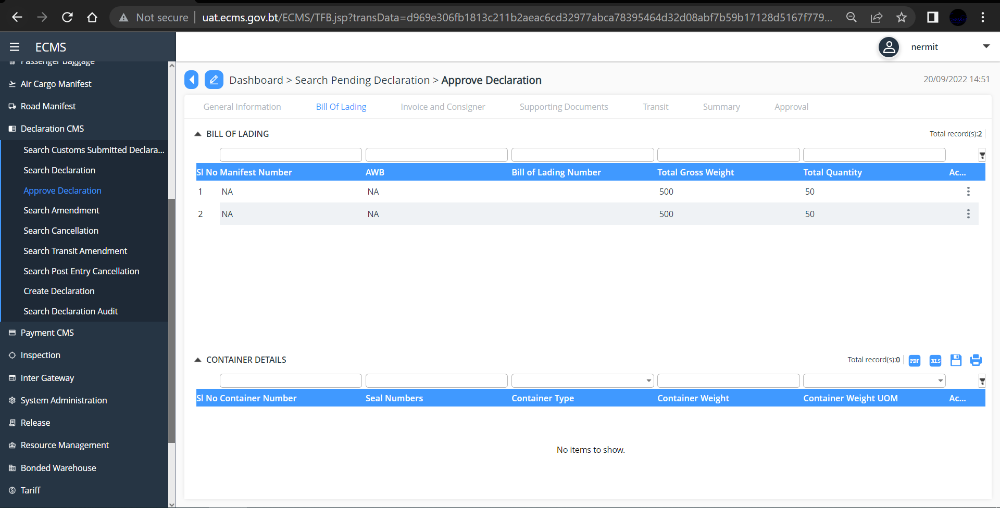 Not secure
uat.ecms.gov.bt/ECMS/TFB.jsp?transData=d969e306fb1813c211b2aeac6cd32977abca78395464d32d08abf7b59b17128d5167f779...
ECMS
nermit
Passenger Baggage
Air Cargo Manifest
Road Manifest
Declaration CMS
Search Customs Submitted Declara...
Search Declaration
Approve Declaration
Search Amendment
Search Cancellation
Search Transit Amendment
Search Post Entry Cancellation
Create Declaration
Search Declaration Audit
Payment CMS
Inspection
Inter Gateway
System Administration
Release
Resource Management
Bonded Warehouse
Tariff
Dashboard > Search Pending Declaration > Approve Declaration
20/09/2022 14:51
General Information Bill Of Lading Invoice and Consigner Supporting Documents Transit Summary Approval
BILL OF LADING
Total record(s):2
Sl No Manifest Number AWB Bill of Lading Number Total Gross Weight Total Quantity Ac...
1 NA NA 500 50
2 NA NA 500 50
CONTAINER DETAILS
Total record(s):0
PDF XLS
Sl No Container Number Seal Numbers Container Type Container Weight Container Weight UOM Ac...
No items to show.